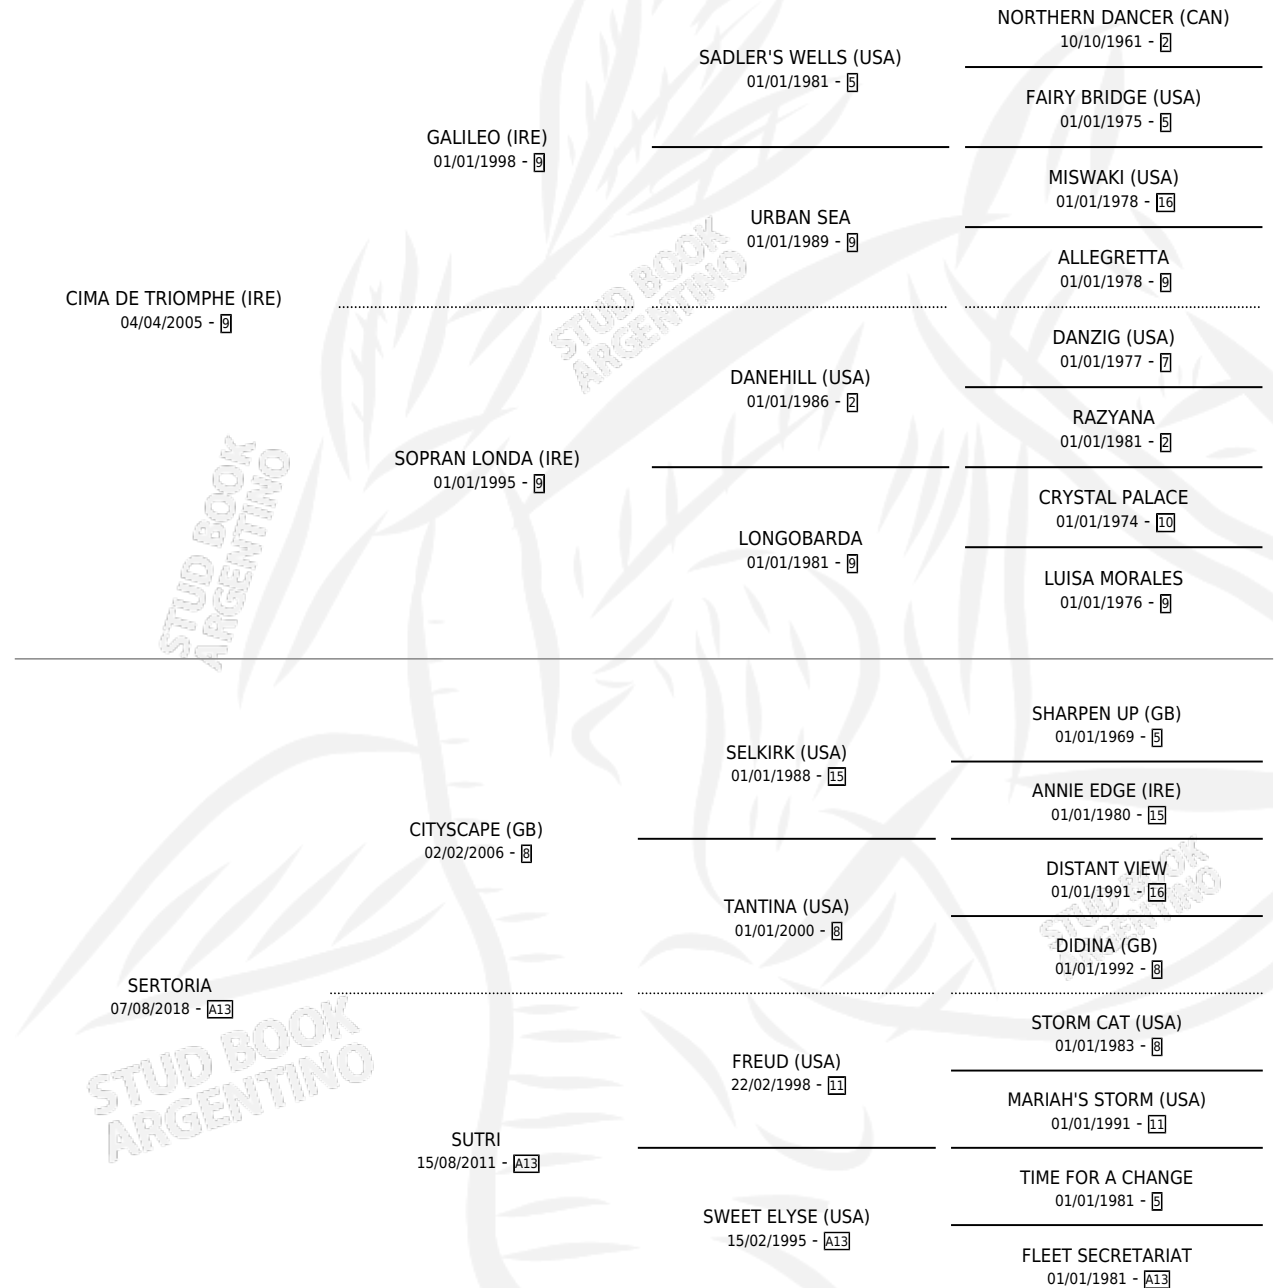 NORTHERN DANCER (CAN)
10/10/1961 - 2
SADLER'S WELLS (USA)
01/01/1981 - 5
FAIRY BRIDGE (USA)
01/01/1975 - 5
GALILEO (IRE)
01/01/1998 - 9
MISWAKI (USA)
01/01/1978 - 16
URBAN SEA
01/01/1989 - 9
ALLEGRETTA
01/01/1978 - 9
CIMA DE TRIOMPHE (IRE)
04/04/2005 - 9
DANZIG (USA)
01/01/1977 - 7
DANEHILL (USA)
01/01/1986 - 2
RAZYANA
01/01/1981 - 2
SOPRAN LONDA (IRE)
01/01/1995 - 9
CRYSTAL PALACE
01/01/1974 - 10
LONGOBARDA
01/01/1981 - 9
LUISA MORALES
01/01/1976 - 9
STUD BOOK
ARGENTINO
STUD BOOK
ARGENTINO
SHARPEN UP (GB)
01/01/1969 - 5
SELKIRK (USA)
01/01/1988 - 15
ANNIE EDGE (IRE)
01/01/1980 - 15
CITYSCAPE (GB)
02/02/2006 - 8
DISTANT VIEW
01/01/1991 - 16
TANTINA (USA)
01/01/2000 - 8
DIDINA (GB)
01/01/1992 - 8
STUD BOOK
ARGENTINO
SERTORIA
07/08/2018 - A13
STORM CAT (USA)
01/01/1983 - 8
FREUD (USA)
22/02/1998 - 11
MARIAH'S STORM (USA)
01/01/1991 - 11
SUTRI
15/08/2011 - A13
TIME FOR A CHANGE
01/01/1981 - 5
SWEET ELYSE (USA)
15/02/1995 - A13
FLEET SECRETARIAT
01/01/1981 - A13
STUD BOOK
ARGENTINO